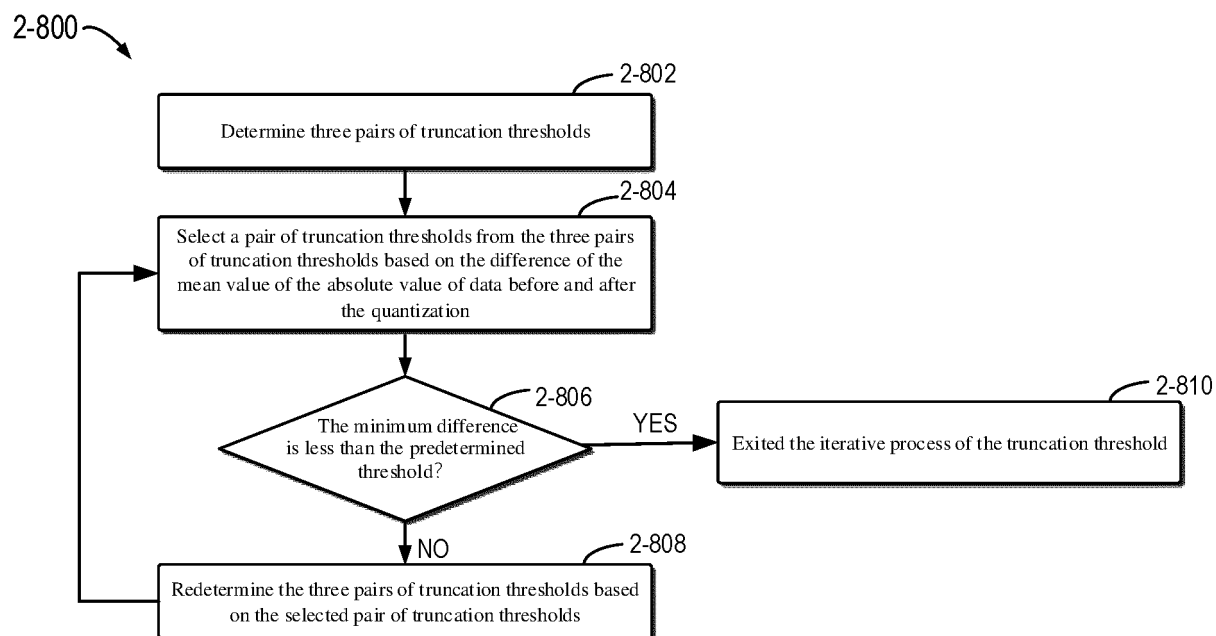 2-800
2-802
Determine three pairs of truncation thresholds
2-804
Select a pair of truncation thresholds from the three pairs
of truncation thresholds based on the difference of the
mean value of the absolute value of data before and after
the quantization
2-806
The minimum difference
is less than the predetermined
threshold?
YES
2-810
Exited the iterative process of the truncation threshold
NO
2-808
Redetermine the three pairs of truncation thresholds based
on the selected pair of truncation thresholds